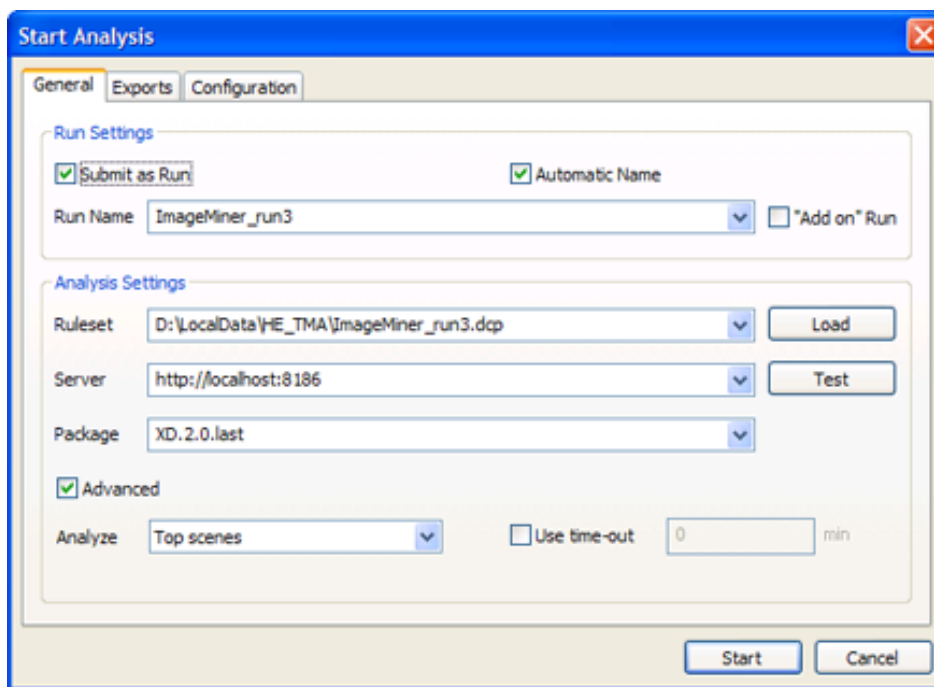 Start Analysis
General Exports Configuration
Run Settings
Submit as Run Automatic Name
Run Name ImageMiner_run3 "Add on" Run
Analysis Settings
Ruleset D:\LocalData\HE_TMA\ImageMiner_run3.dcp Load
Server http://localhost:8186 Test
Package XD.2.0.last
Advanced
Analyze Top scenes Use time-out 0 min
Start Cancel